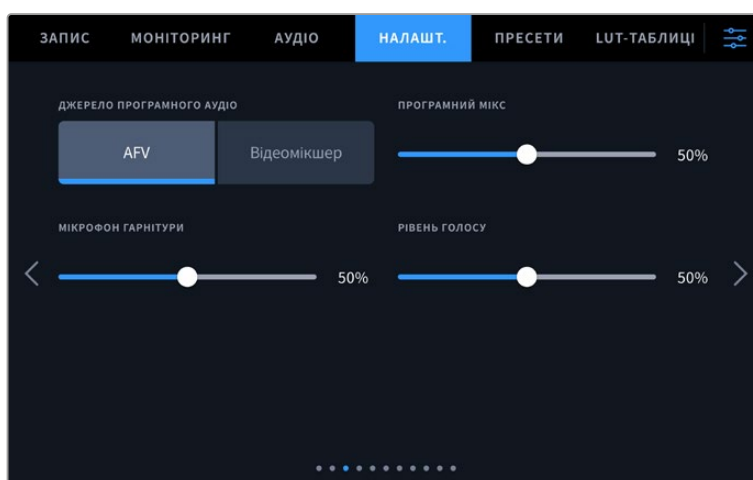 ЗАПИС МОНІТОРИНГ АУДІО НАЛАШТ. ПРЕСЕТИ LUT-ТАБЛИЦІ
ДЖЕРЕЛО ПРОГРАМНОГО АУДІО
AFV Відеомікшер
ПРОГРАМНИЙ МІКС
50%
МІКРОФОН ГАРНІТУРИ
50%
РІВЕНЬ ГОЛОСУ
50%